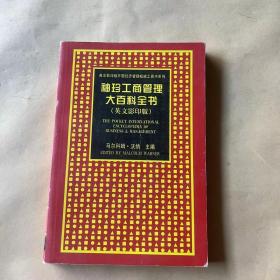 袖珍工商管理
大百科全书
(英文影印版)
THE POCKET INTERNATIONAL
ENCYCLOPEDIA OF
BUSINESS & MANAGEMENT
马尔科姆·沃纳 主编
EDITED BY MALCOLM WARNER